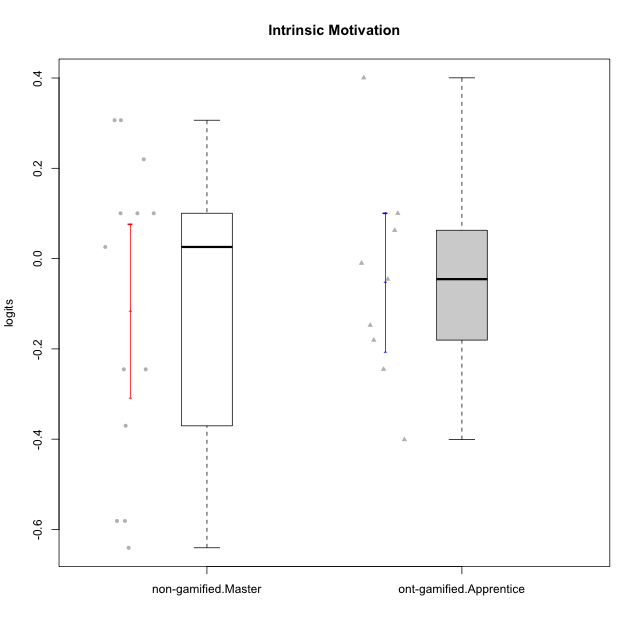 Intrinsic Motivation
logits
0.4
0.2
0.0
-0.2
-0.4
-0.6
non-gamified.Master
ont-gamified.Apprentice